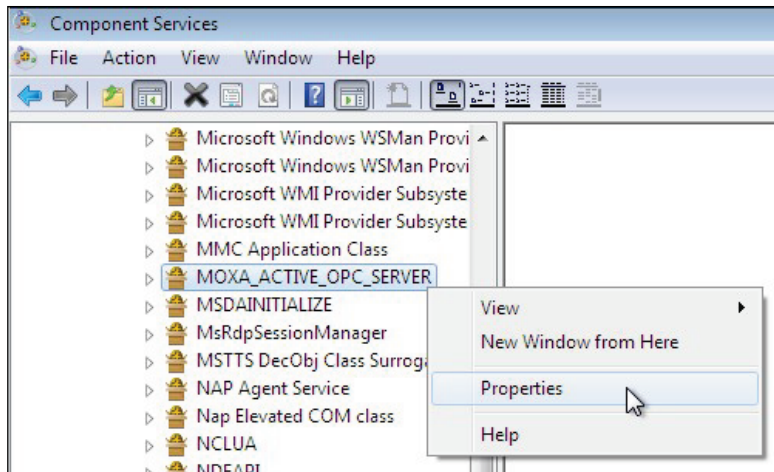 Component Services
File Action View Window Help
Microsoft Windows WSMan Provi
Microsoft Windows WSMan Provi
Microsoft WMI Provider Subsyste
Microsoft WMI Provider Subsyste
MMC Application Class
MOXA_ACTIVE_OPC_SERVER
MSDAINITIALIZE
View
MsRdpSessionManager
New Window from Here
MSTTS DecObj Class Surroga
NAP Agent Service
Properties
Nap Elevated COM class
Help
NCLUA
NDFAPI